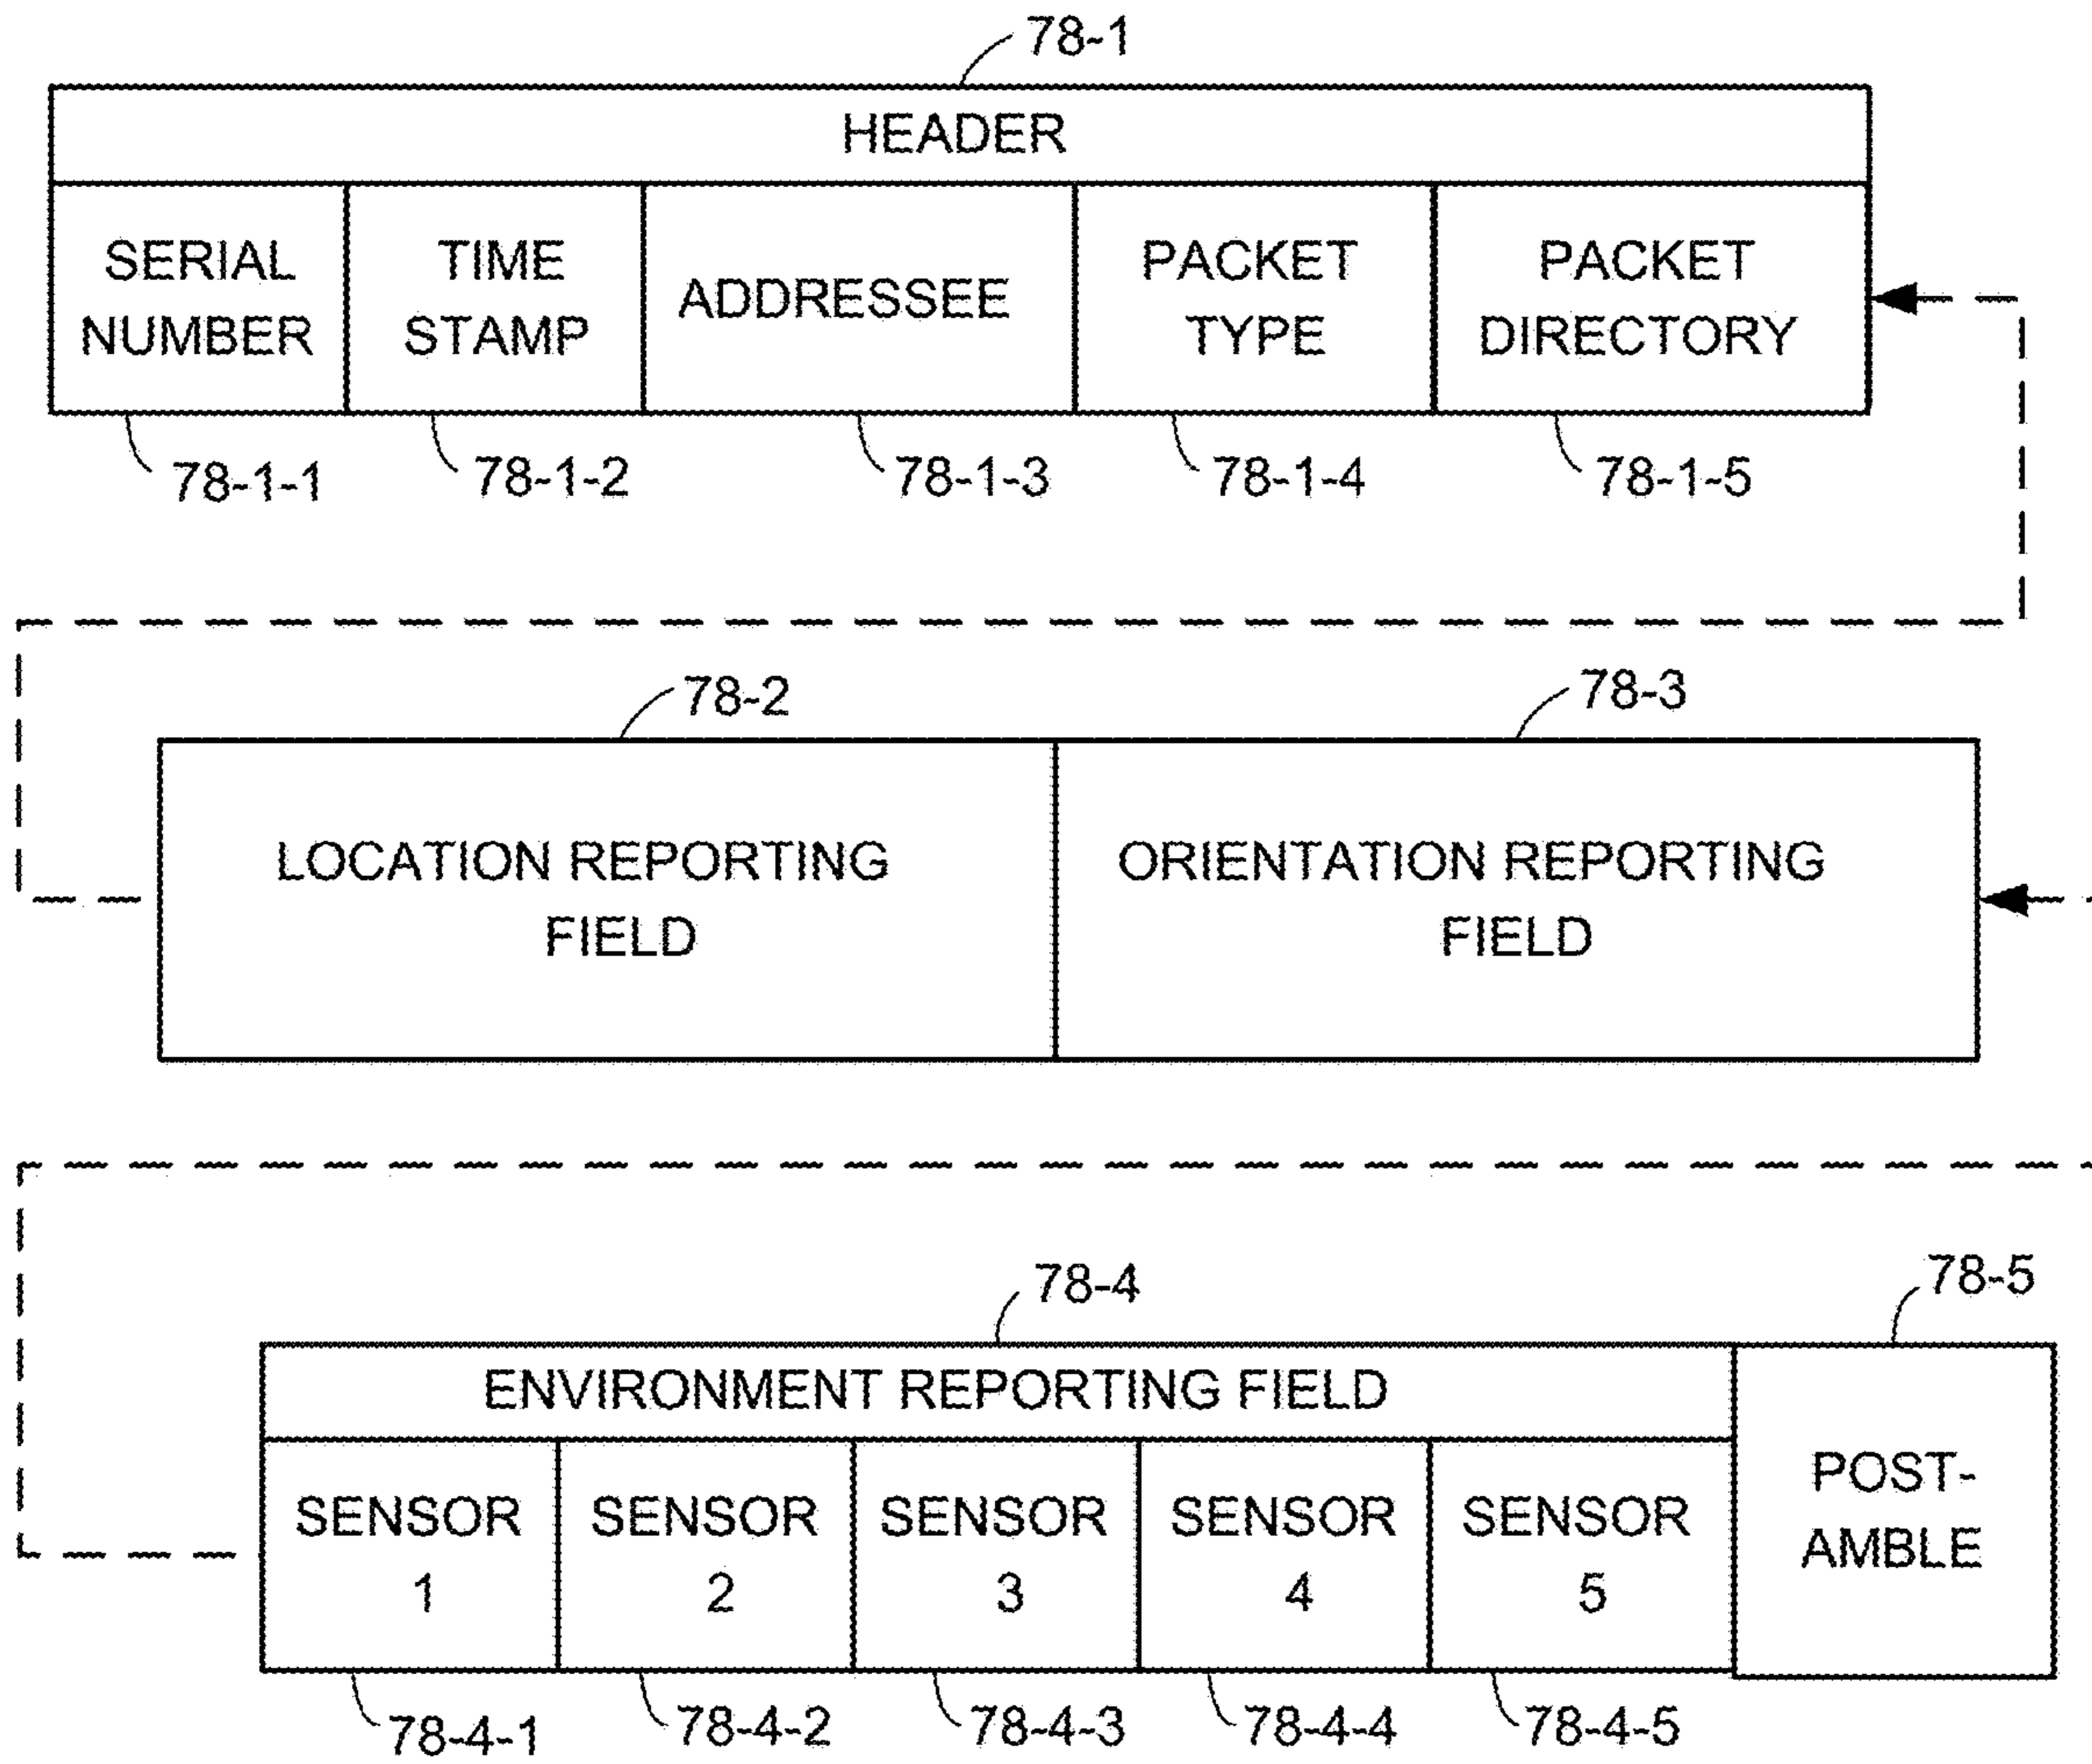 78-1
HEADER
SERIAL
NUMBER
TIME
STAMP
ADDRESSEE
PACKET
TYPE
PACKET
DIRECTORY
78-1-1
78-1-2
78-1-3
78-1-4
78-1-5
78-2
78-3
LOCATION REPORTING
FIELD
ORIENTATION REPORTING
FIELD
78-4
78-5
ENVIRONMENT REPORTING FIELD
SENSOR
1
SENSOR
2
SENSOR
3
SENSOR
4
SENSOR
5
POST-
AMBLE
78-4-1
78-4-2
78-4-3
78-4-4
78-4-5